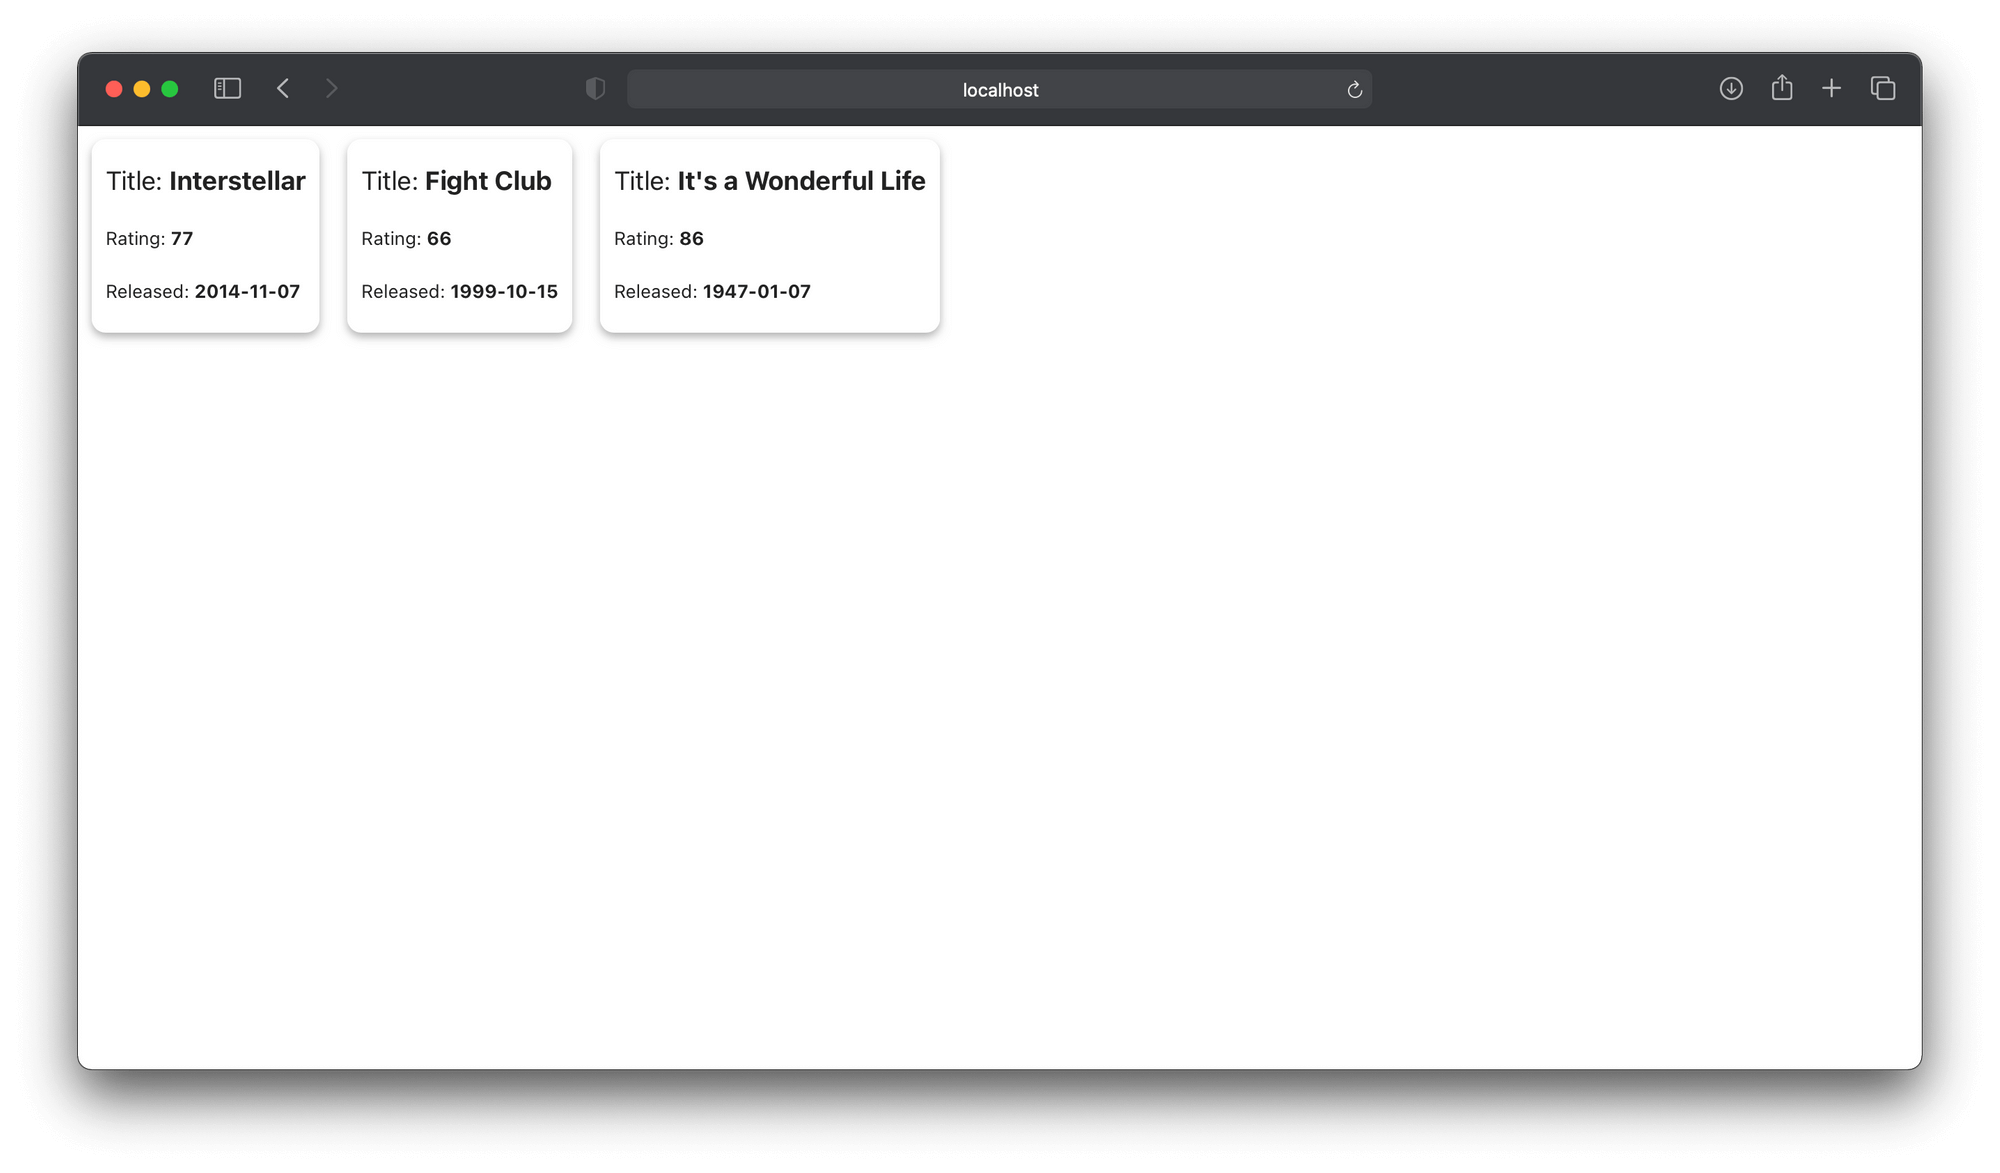 localhost
Title: Interstellar
Rating: 77
Released: 2014-11-07
Title: Fight Club
Rating: 66
Released: 1999-10-15
Title: It's a Wonderful Life
Rating: 86
Released: 1947-01-07